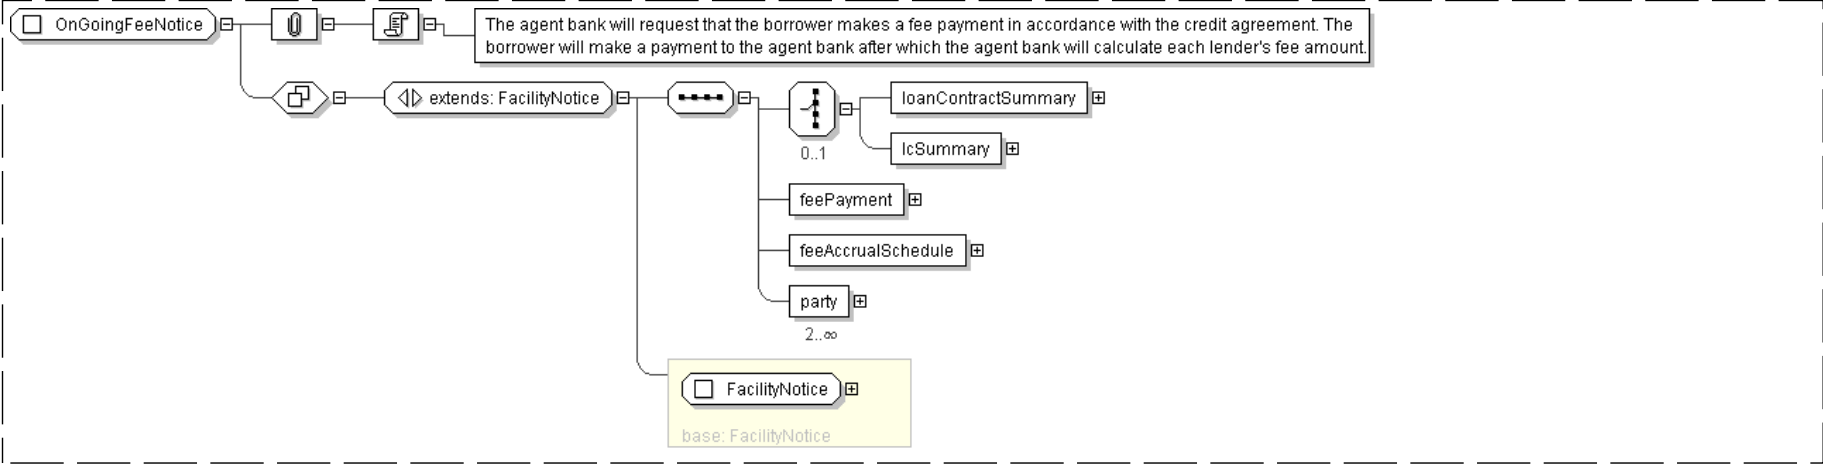 OnGoingFeeNotice
The agent bank will request that the borrower makes a fee payment in accordance with the credit agreement. The
borrower will make a payment to the agent bank after which the agent bank will calculate each lender's fee amount.
extends: FacilityNotice
loanContractSummary
0..1
lcSummary
feePayment
feeAccrualSchedule
party
2..∞
FacilityNotice
base: FacilityNotice